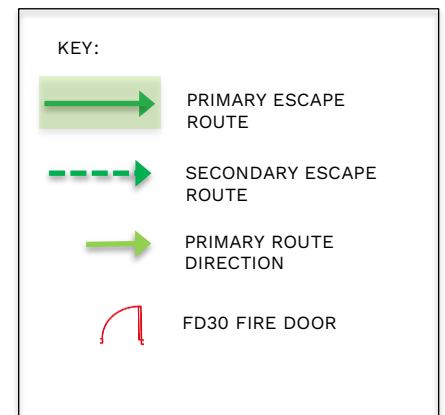 KEY:
PRIMARY ESCAPE
ROUTE
SECONDARY ESCAPE
ROUTE
PRIMARY ROUTE
DIRECTION
FD30 FIRE DOOR